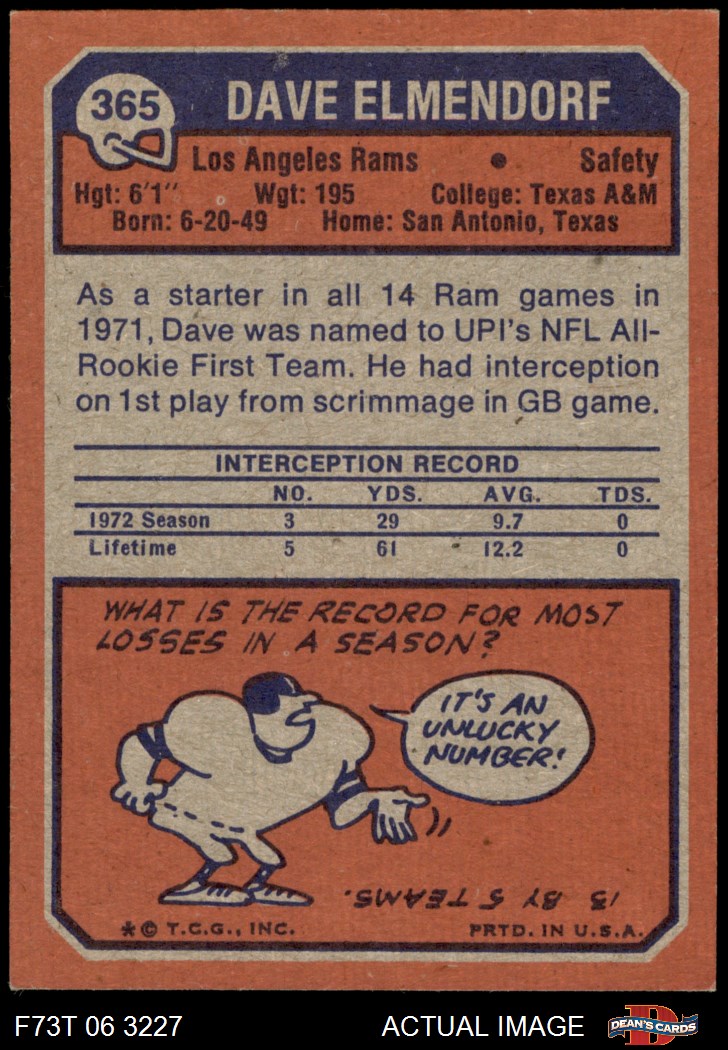 365
DAVE ELMENDORF
Los Angeles Rams • Safety
Hgt: 6'1" Wgt: 195 College: Texas A&M
Born: 6-20-49 Home: San Antonio, Texas
As a starter in all 14 Ram games in
1971, Dave was named to UPI's NFL All-
Rookie First Team. He had interception
on 1st play from scrimmage in GB game.
INTERCEPTION RECORD
NO. YDS. AVG. TDS.
1972 Season 3 29 9.7 0
Lifetime 5 61 12.2 0
WHAT IS THE RECORD FOR MOST
LOSSES IN A SEASON?
IT'S AN
UNLUCKY
NUMBER!
13 BY 5 TEAMS.
*© T.C.G., INC. PRTD. IN U.S.A.
F73T 06 3227 ACTUAL IMAGE DEAN'S CARDS